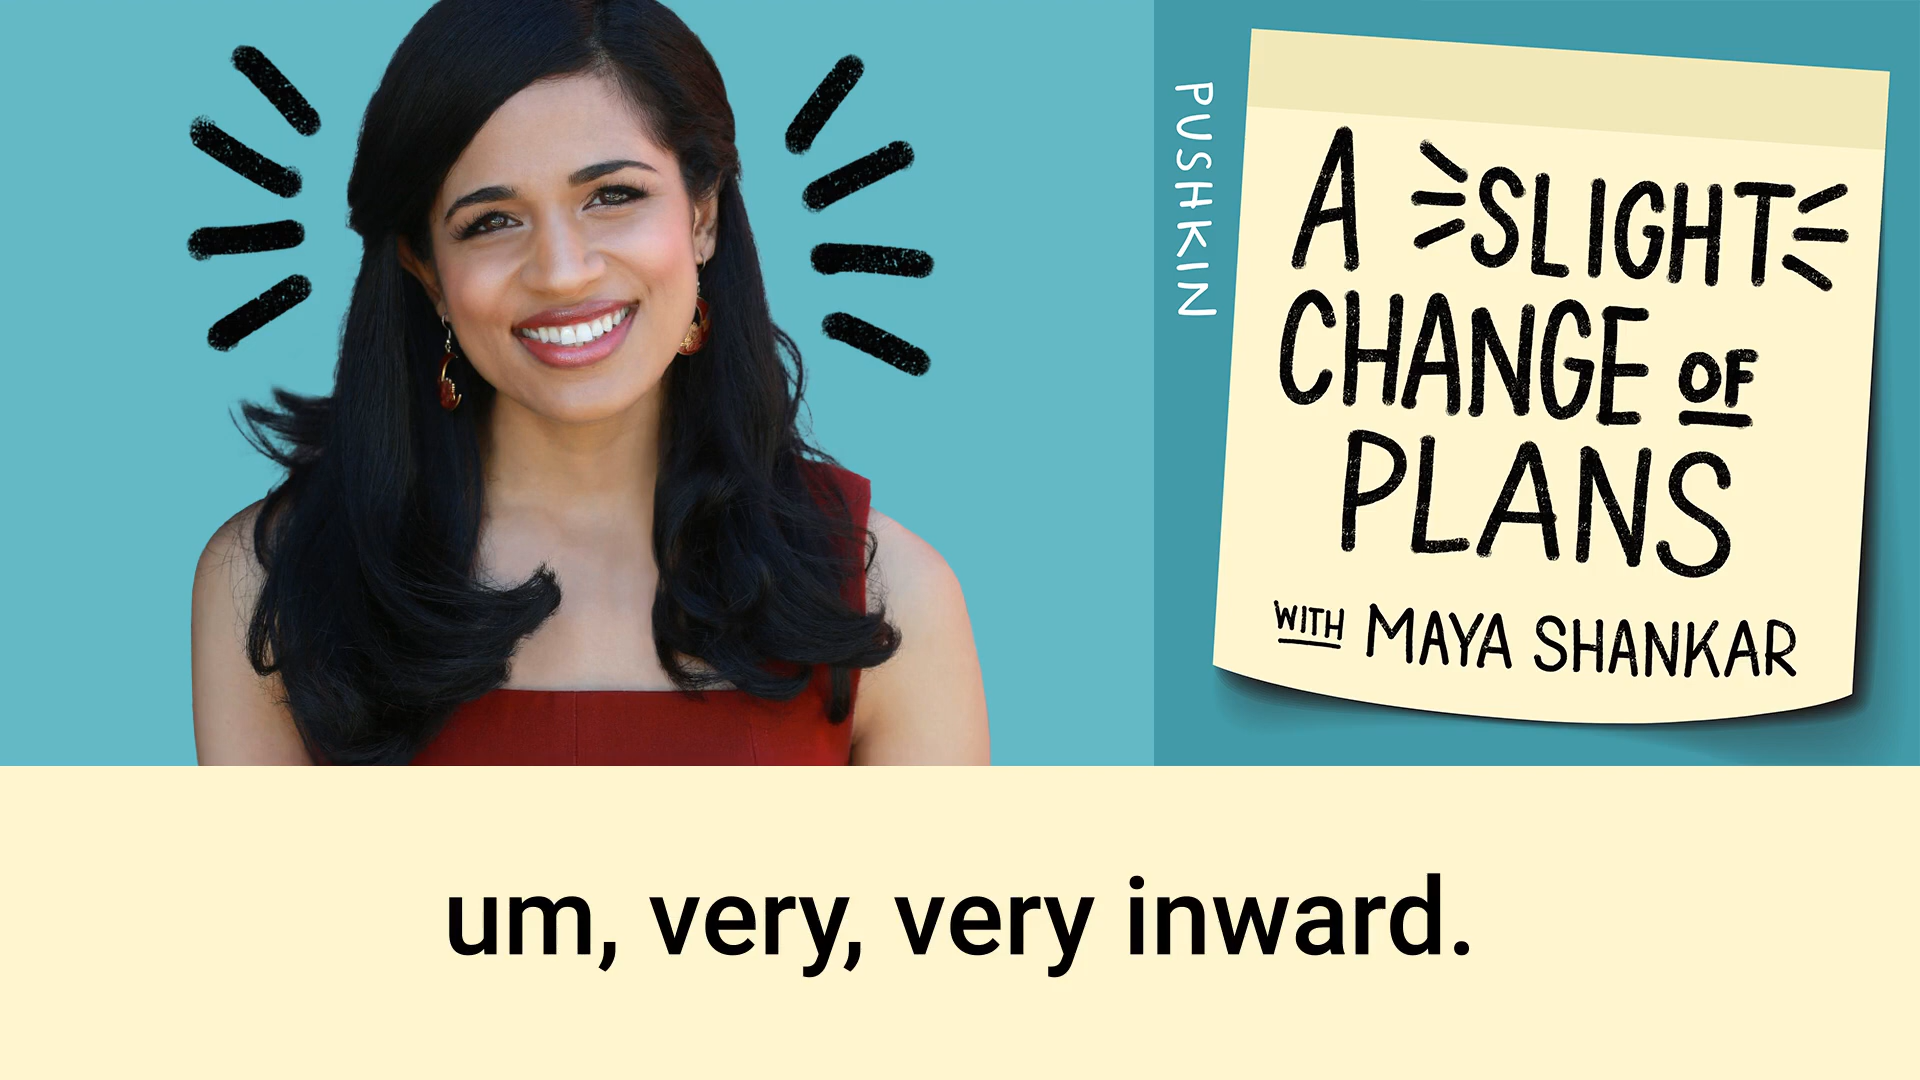 PUSHKIN
A SLIGHT
CHANGE OF
PLANS
WITH MAYA SHANKAR
um, very, very inward.